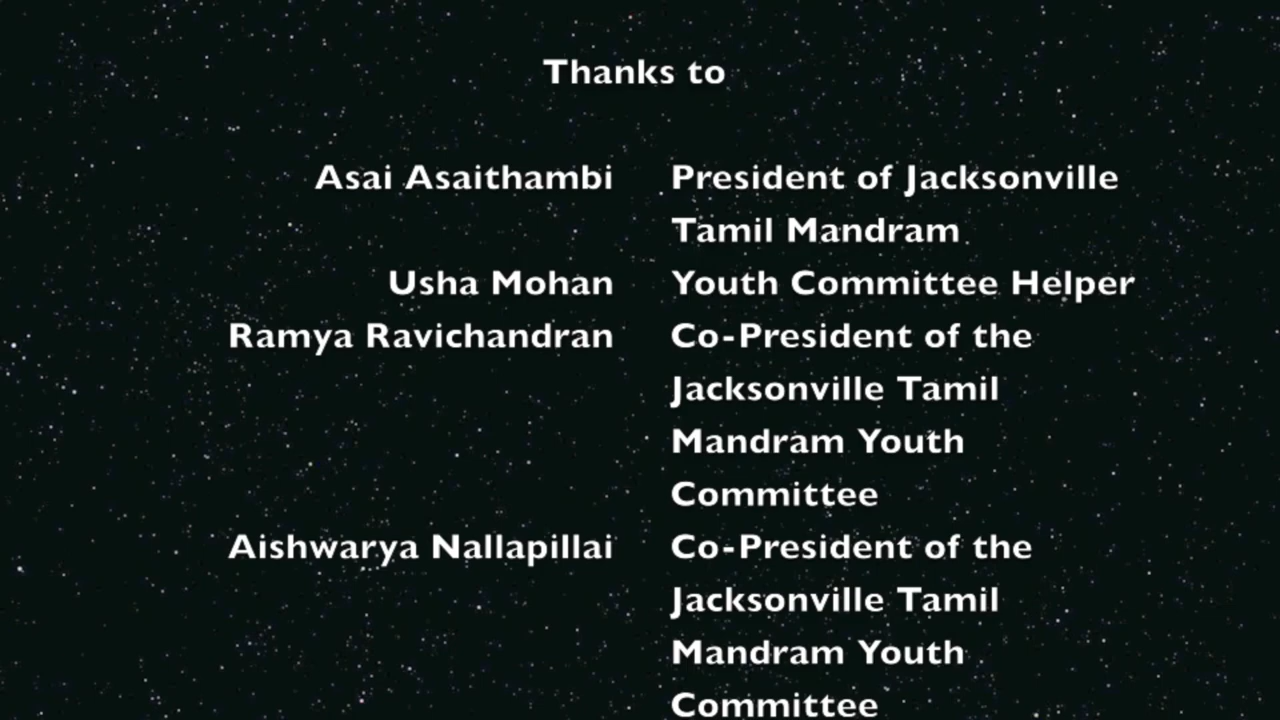 Thanks to
Asai Asaithambi President of Jacksonville
Tamil Mandram
Usha Mohan Youth Committee Helper
Ramya Ravichandran Co-President of the
Jacksonville Tamil
Mandram Youth
Committee
Aishwarya Nallapillai Co-President of the
Jacksonville Tamil
Mandram Youth
Committee